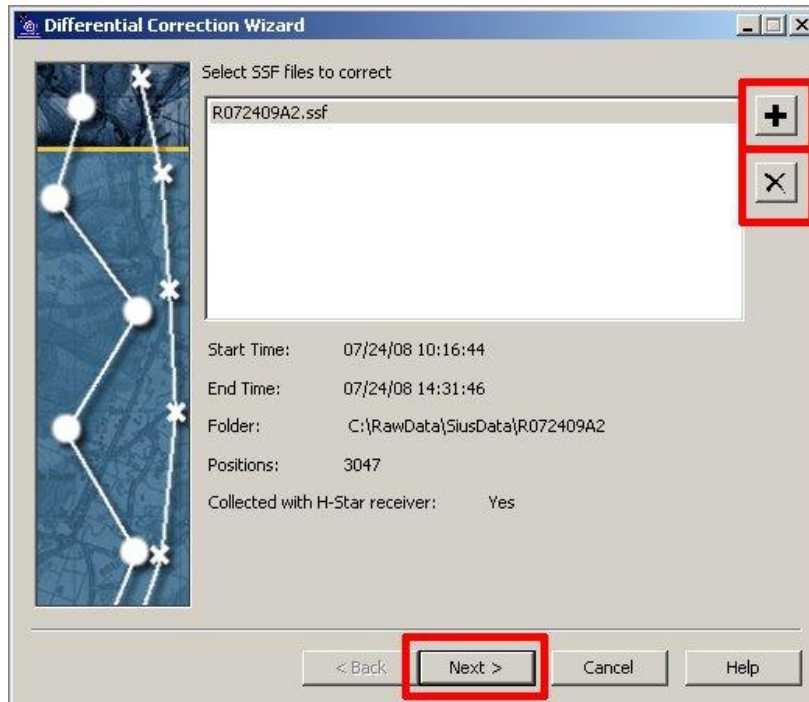 Differential Correction Wizard
Select SSF files to correct
R072409A2.ssf
Start Time: 07/24/08 10:16:44
End Time: 07/24/08 14:31:46
Folder: C:\RawData\SiusData\R072409A2
Positions: 3047
Collected with H-Star receiver: Yes
< Back Next > Cancel Help